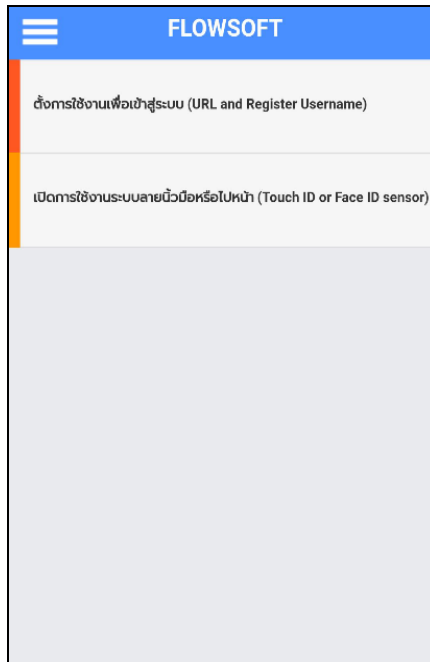 FLOWSOFT
ตั้งการใช้งานเพื่อเข้าสู่ระบบ (URL and Register Username)
เปิดการใช้งานระบบลายนิ้วมือหรือใบหน้า (Touch ID or Face ID sensor)